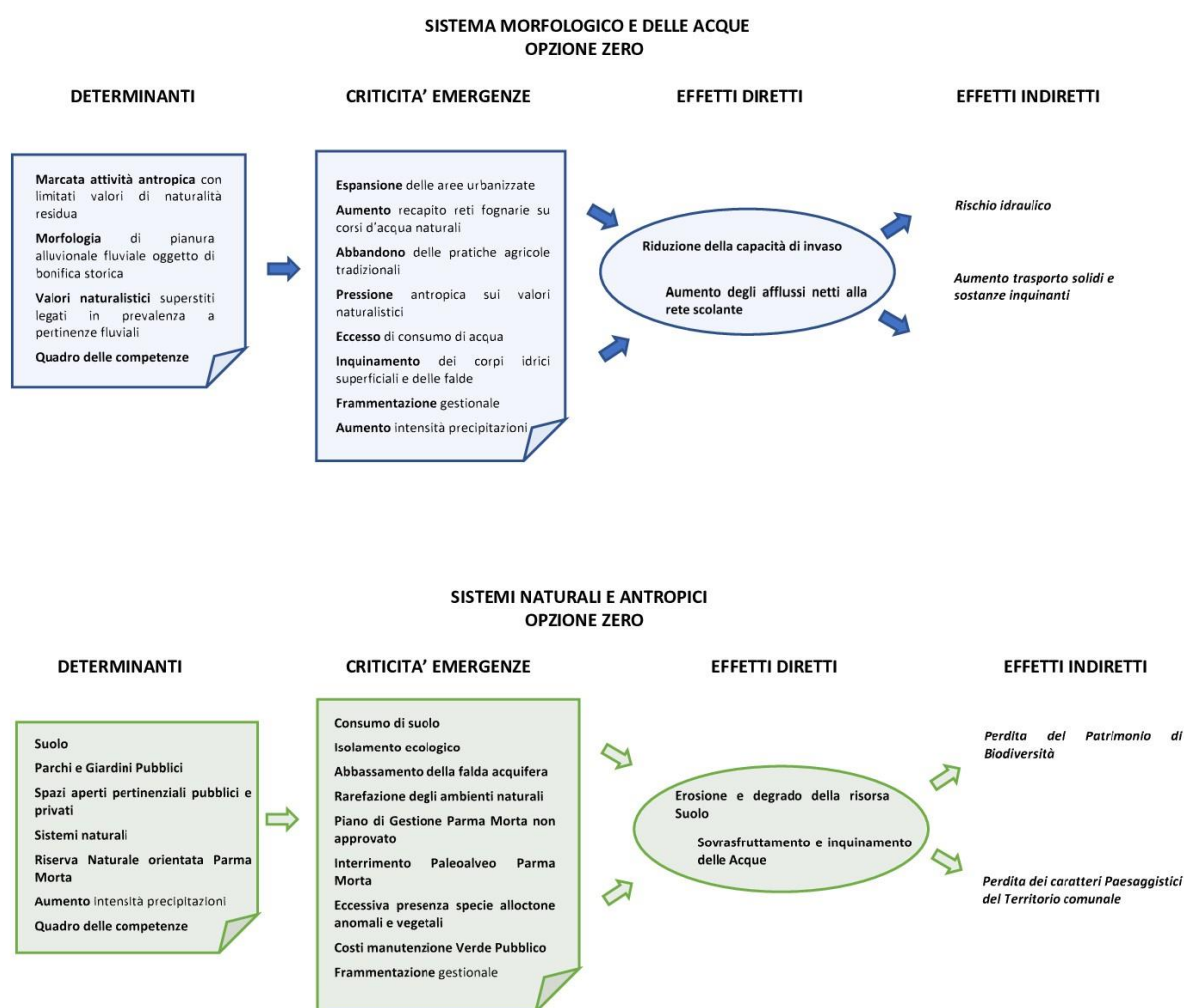 SISTEMA MORFOLOGICO E DELLE ACQUE
OPZIONE ZERO
DETERMINANTI
CRITICITA’ EMERGENZE
EFFETTI DIRETTI
EFFETTI INDIRETTI
Marcata attività antropica con
limitati valori di naturalità
residua
Morfologia di pianura
alluvionale fluviale oggetto di
bonifica storica
Valori naturalistici superstiti
legati in prevalenza a
pertinenze fluviali
Quadro delle competenze
Espansione delle aree urbanizzate
Aumento recapito reti fognarie su
corsi d’acqua naturali
Abbandono delle pratiche agricole
tradizionali
Pressione antropica sui valori
naturalistici
Eccesso di consumo di acqua
Inquinamento dei corpi idrici
superficiali e delle falde
Frammentazione gestionale
Aumento intensità precipitazioni
Riduzione della capacità di invaso
Aumento degli afflussi netti alla
rete scolante
Rischio idraulico
Aumento trasporto solidi e
sostanze inquinanti
SISTEMI NATURALI E ANTROPICI
OPZIONE ZERO
DETERMINANTI
CRITICITA’ EMERGENZE
EFFETTI DIRETTI
EFFETTI INDIRETTI
Suolo
Parchi e Giardini Pubblici
Spazi aperti pertinenziali pubblici e
privati
Sistemi naturali
Riserva Naturale orientata Parma
Morta
Aumento intensità precipitazioni
Quadro delle competenze
Consumo di suolo
Isolamento ecologico
Abbassamento della falda acquifera
Rarefazione degli ambienti naturali
Piano di Gestione Parma Morta non
approvato
Interrimento Paleoalveo Parma
Morta
Eccessiva presenza specie alloctone
anomali e vegetali
Costi manutenzione Verde Pubblico
Frammentazione gestionale
Erosione e degrado della risorsa
Suolo
Sovrasfruttamento e inquinamento
delle Acque
Perdita del Patrimonio di
Biodiversità
Perdita dei caratteri Paesaggistici
del Territorio comunale